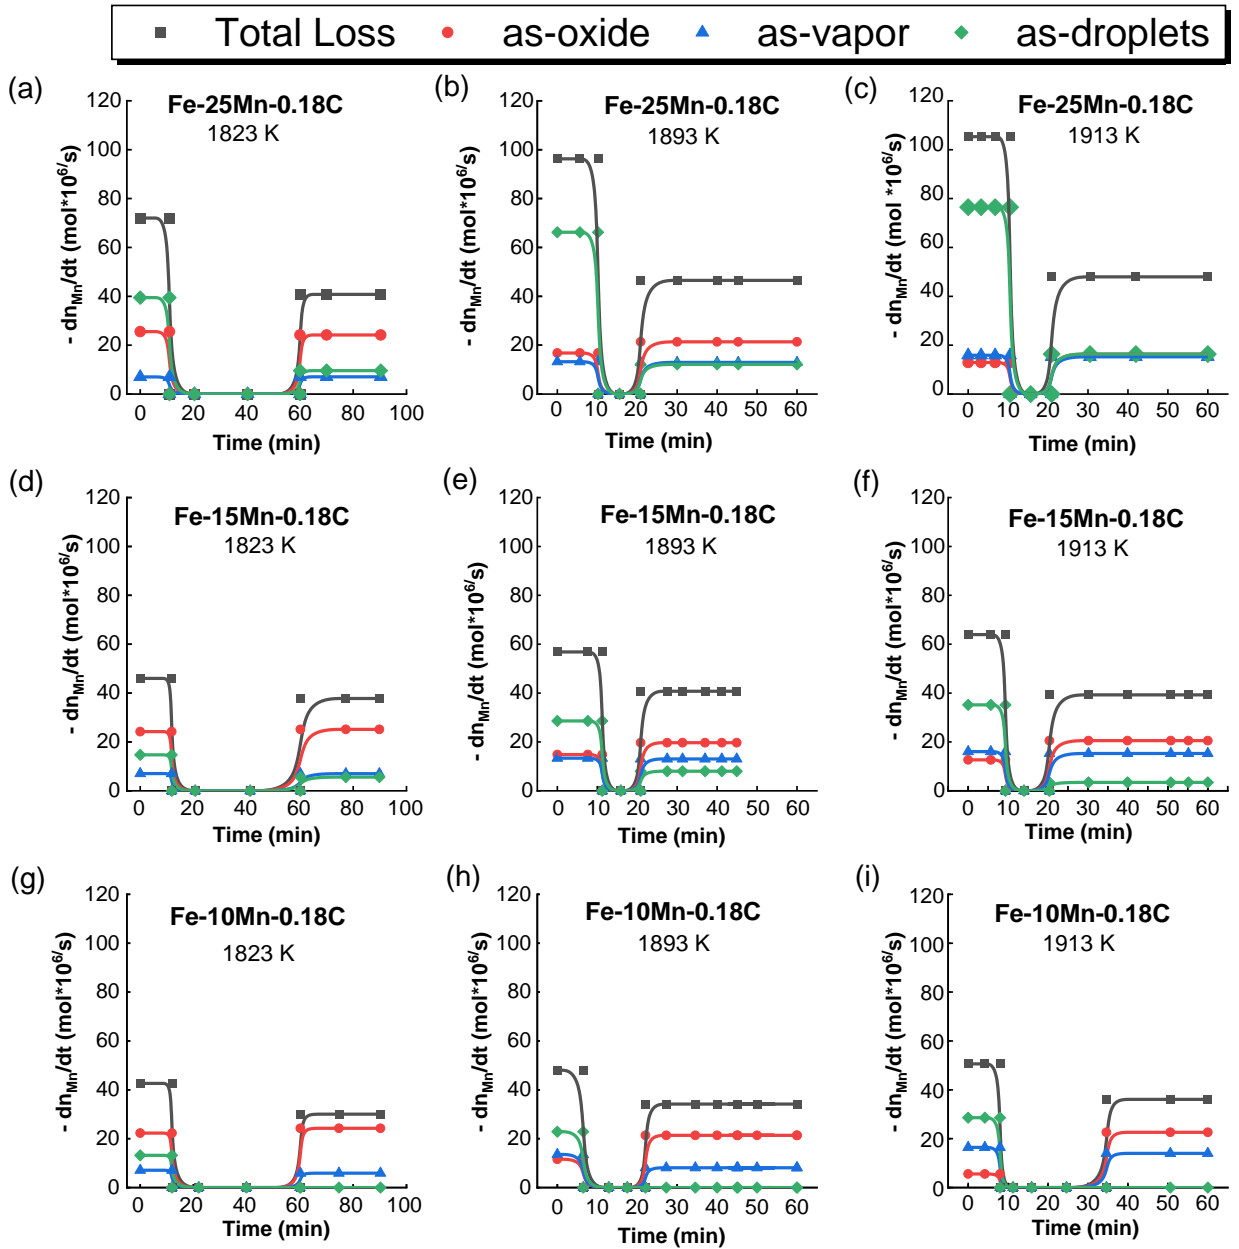 Total Loss as-oxide as-vapor as-droplets
(a)
Fe-25Mn-0.18C
1823 K
- dnMn/dt (mol*10^6/s)
120
100
80
60
40
20
0
0 20 40 60 80 100
Time (min)
(b)
Fe-25Mn-0.18C
1893 K
- dnMn/dt (mol*10^6/s)
120
100
80
60
40
20
0
0 10 20 30 40 50 60
Time (min)
(c)
Fe-25Mn-0.18C
1913 K
- dnMn/dt (mol *10^6/s)
120
100
80
60
40
20
0
0 10 20 30 40 50 60
Time (min)
(d)
Fe-15Mn-0.18C
1823 K
- dnMn/dt (mol*10^6/s)
120
100
80
60
40
20
0
0 20 40 60 80 100
Time (min)
(e)
Fe-15Mn-0.18C
1893 K
- dnMn/dt (mol*10^6/s)
120
100
80
60
40
20
0
0 10 20 30 40 50 60
Time (min)
(f)
Fe-15Mn-0.18C
1913 K
- dnMn/dt (mol*10^6/s)
120
100
80
60
40
20
0
0 10 20 30 40 50 60
Time (min)
(g)
Fe-10Mn-0.18C
1823 K
- dnMn/dt (mol*10^6/s)
120
100
80
60
40
20
0
0 20 40 60 80 100
Time (min)
(h)
Fe-10Mn-0.18C
1893 K
- dnMn/dt (mol*10^6/s)
120
100
80
60
40
20
0
0 10 20 30 40 50 60
Time (min)
(i)
Fe-10Mn-0.18C
1913 K
- dnMn/dt (mol*10^6/s)
120
100
80
60
40
20
0
0 10 20 30 40 50 60
Time (min)